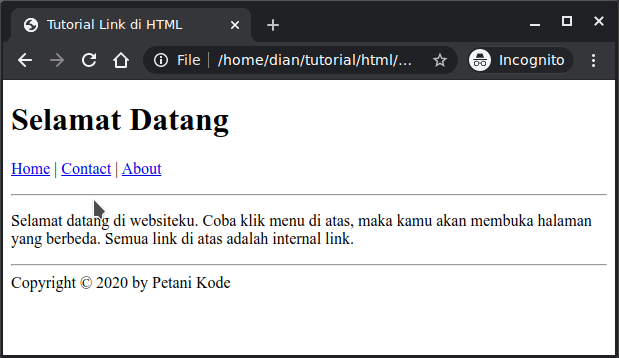 Tutorial Link di HTML
File | /home/dian/tutorial/html/... Incognito
Selamat Datang
Home | Contact | About
Selamat datang di websiteku. Coba klik menu di atas, maka kamu akan membuka halaman
yang berbeda. Semua link di atas adalah internal link.
Copyright © 2020 by Petani Kode